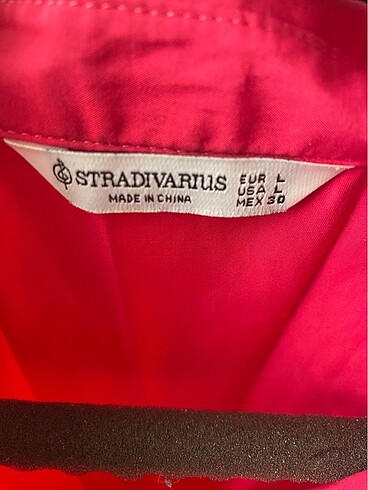 STRADIVARIUS
MADE IN CHINA
EUR L
USA L
MEX 30